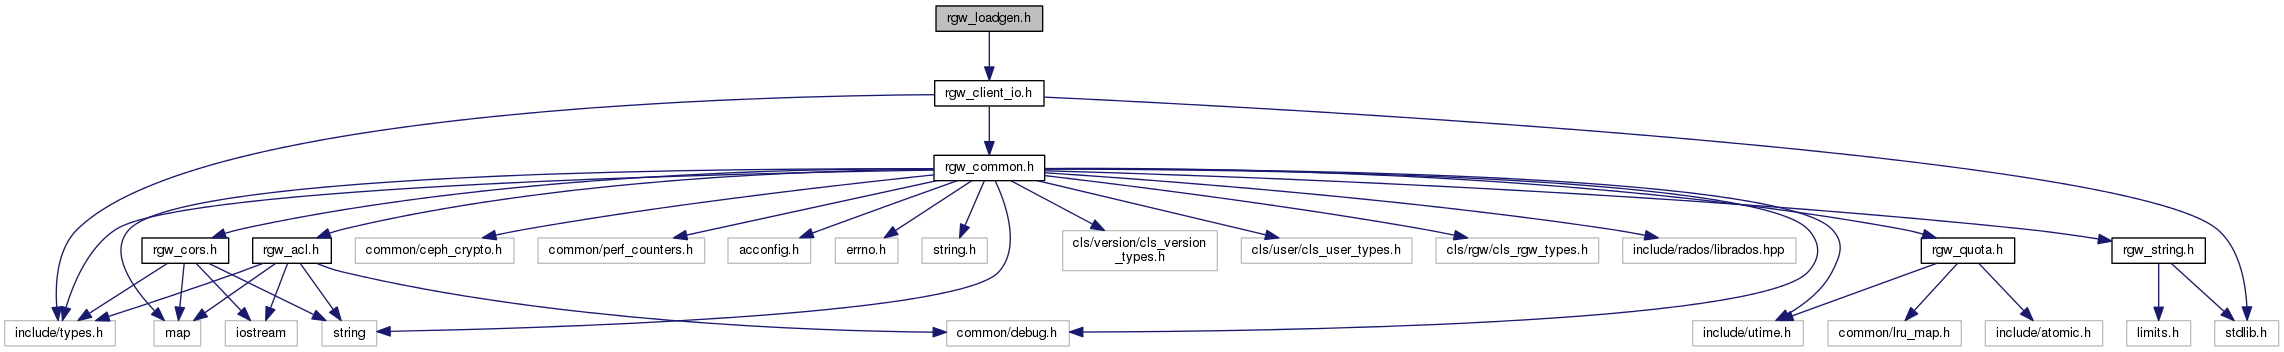 rgw_loadgen.h
rgw_client_io.h
rgw_common.h
rgw_cors.h
rgw_acl.h
common/ceph_crypto.h
common/perf_counters.h
acconfig.h
errno.h
string.h
cls/version/cls_version
_types.h
cls/user/cls_user_types.h
cls/rgw/cls_rgw_types.h
include/rados/librados.hpp
rgw_quota.h
rgw_string.h
include/types.h
map
iostream
string
common/debug.h
include/utime.h
common/lru_map.h
include/atomic.h
limits.h
stdlib.h